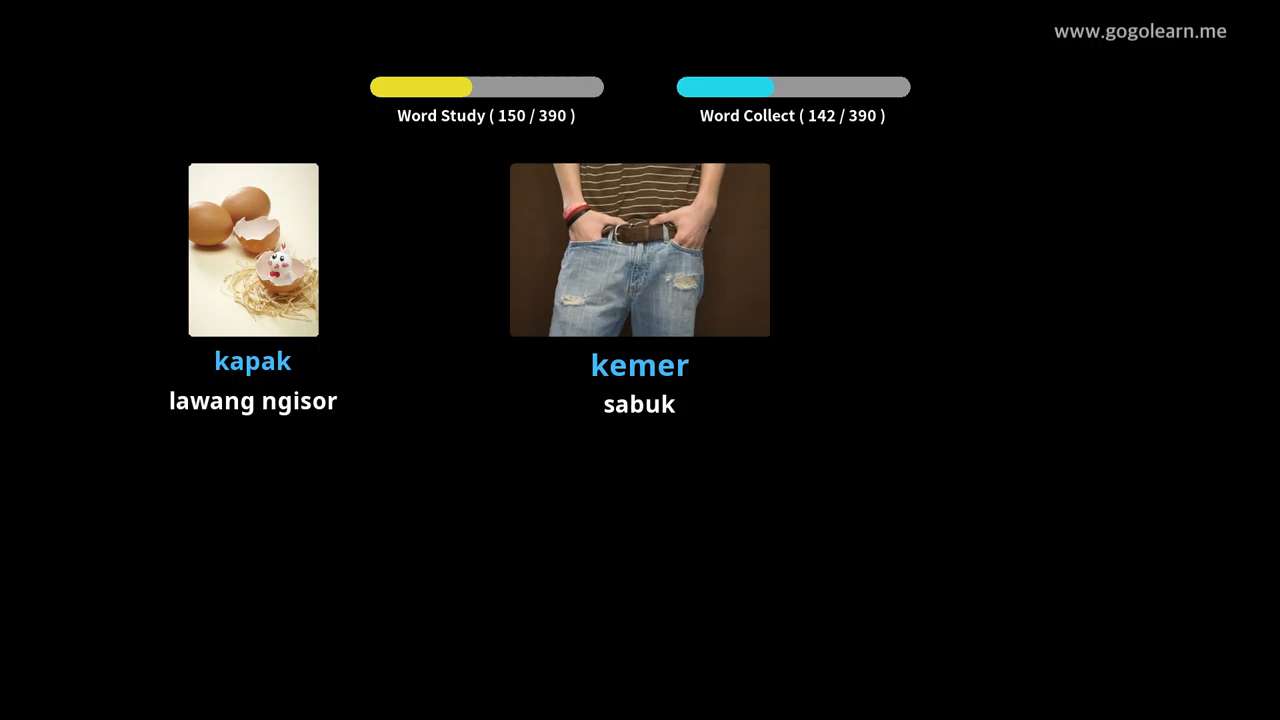 www.gogolearn.me
Word Study ( 150 / 390 )
Word Collect ( 142 / 390 )
kapak
lawang ngisor
kemer
sabuk